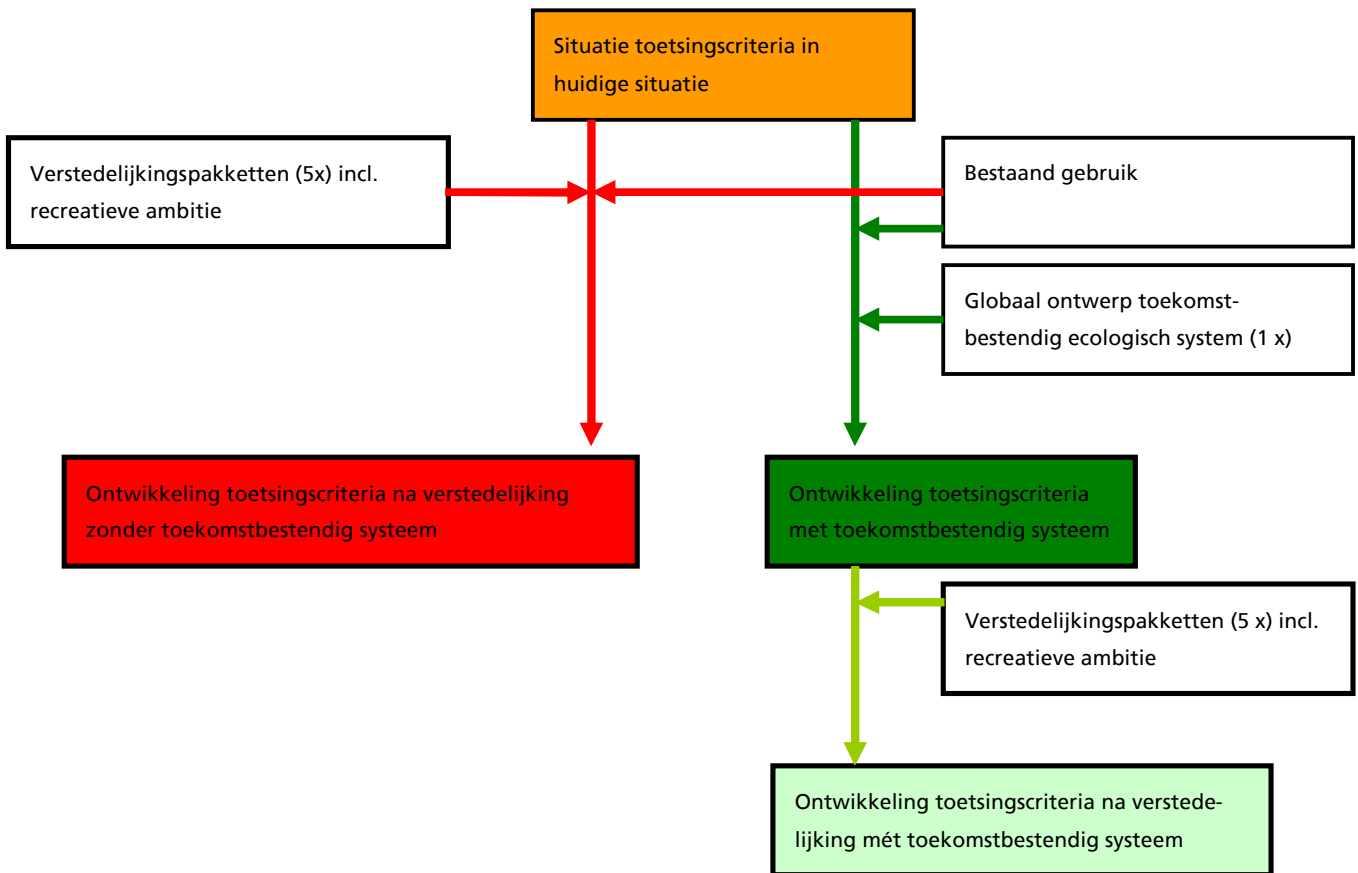 Situatie toetsingscriteria in
huidige situatie
Verstedelijkingspakketten (5x) incl.
recreatieve ambitie
Bestaand gebruik
Globaal ontwerp toekomst-
bestendig ecologisch system (1 x)
Ontwikkeling toetsingscriteria na verstedelijking
zonder toekomstbestendig systeem
Ontwikkeling toetsingscriteria
met toekomstbestendig systeem
Verstedelijkingspakketten (5 x) incl.
recreatieve ambitie
Ontwikkeling toetsingscriteria na verstede-
lijking mét toekomstbestendig systeem